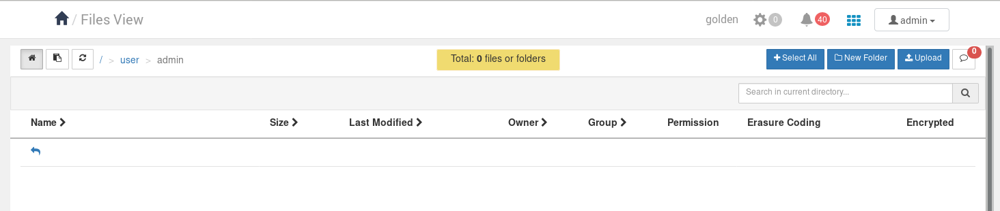 / Files View
golden 0 40 admin
/ > user > admin
Total: 0 files or folders
Select All New Folder Upload 0
Search in current directory...
Name Size Last Modified Owner Group Permission Erasure Coding Encrypted